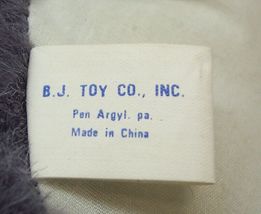 B.J. TOY CO., INC.
Pen Argyl. pa.
Made in China